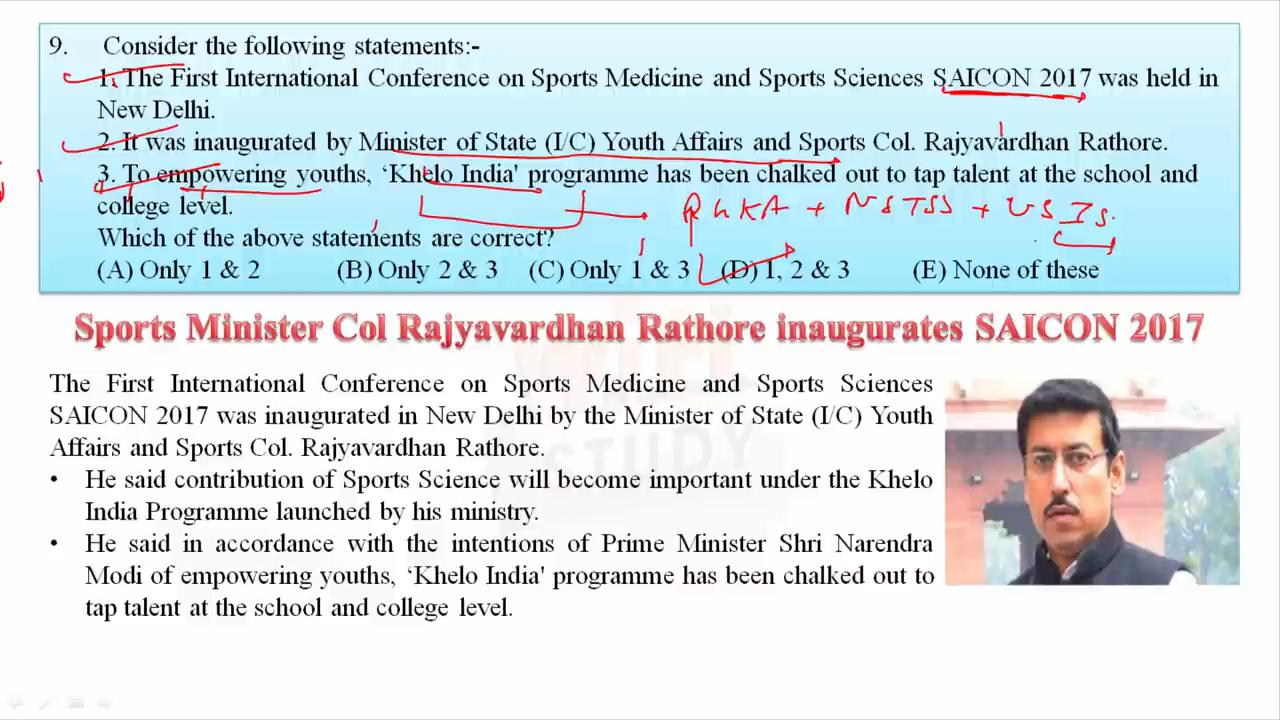 9. Consider the following statements:-
1. The First International Conference on Sports Medicine and Sports Sciences SAICON 2017 was held in
New Delhi.
2. It was inaugurated by Minister of State (I/C) Youth Affairs and Sports Col. Rajyavardhan Rathore.
3. To empowering youths, ‘Khelo India' programme has been chalked out to tap talent at the school and
college level.
+ NSTSS + USIS.
Which of the above statements are correct?
(A) Only 1 & 2 (B) Only 2 & 3 (C) Only 1 & 3 (D) 1, 2 & 3 (E) None of these
Sports Minister Col Rajyavardhan Rathore inaugurates SAICON 2017
The First International Conference on Sports Medicine and Sports Sciences
SAICON 2017 was inaugurated in New Delhi by the Minister of State (I/C) Youth
Affairs and Sports Col. Rajyavardhan Rathore.
• He said contribution of Sports Science will become important under the Khelo
India Programme launched by his ministry.
• He said in accordance with the intentions of Prime Minister Shri Narendra
Modi of empowering youths, ‘Khelo India' programme has been chalked out to
tap talent at the school and college level.
STUDY